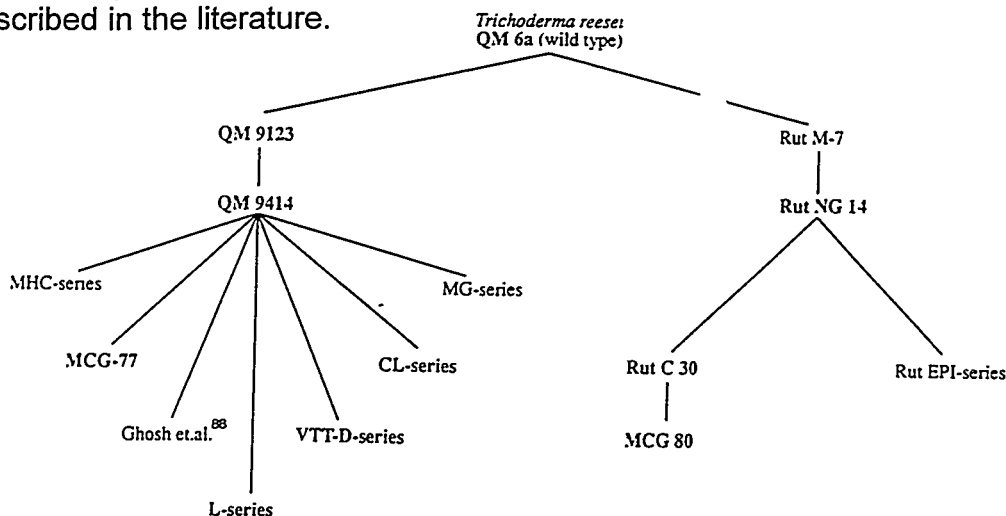 scribed in the literature.
Trichoderma reesei
QM 6a (wild type)
QM 9123
Rut M-7
QM 9414
Rut NG 14
MHC-series
MG-series
MCG-77
CL-series
Rut C 30
Rut EPI-series
Ghosh et.al.88
VTT-D-series
MCG 80
L-series